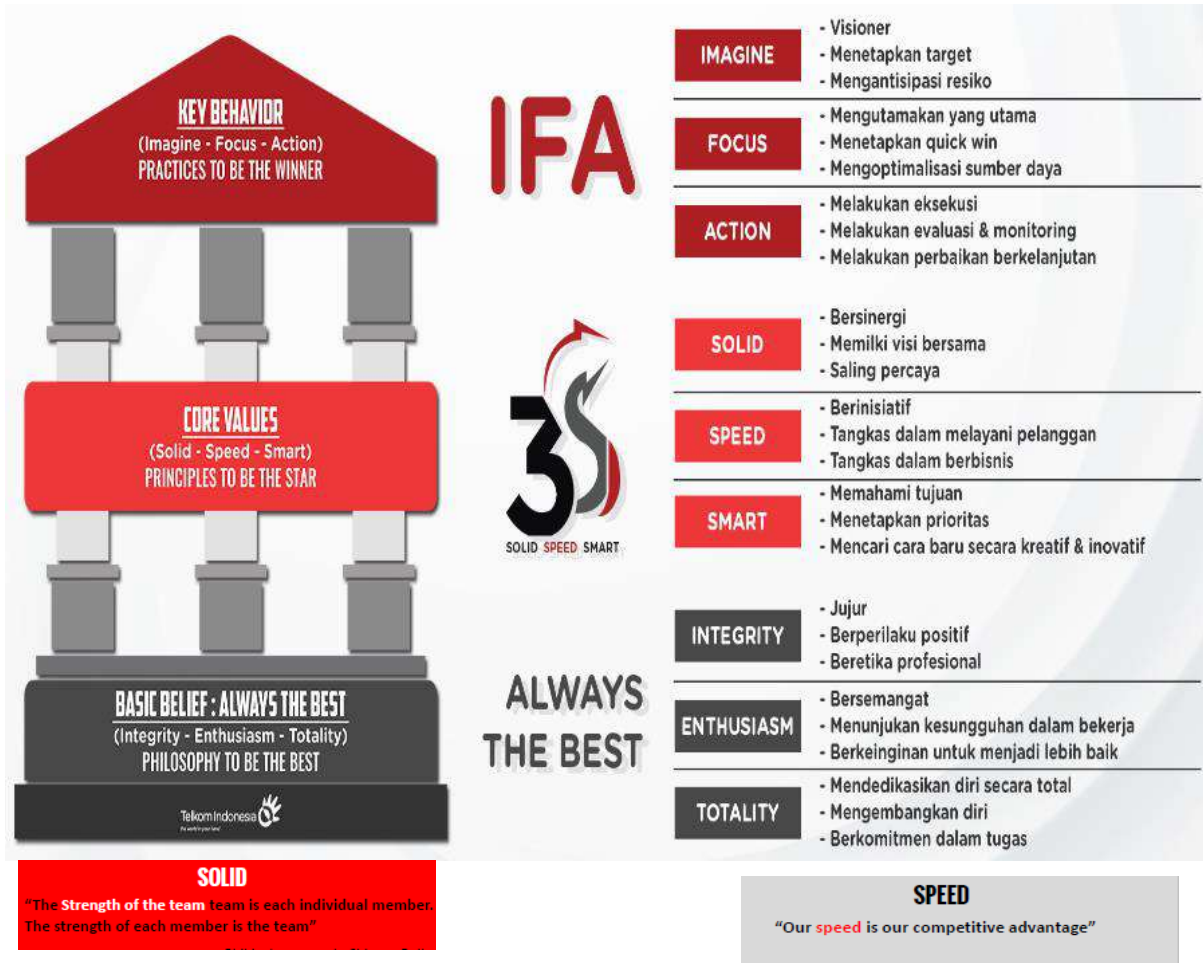 KEY BEHAVIOR
(Imagine - Focus - Action)
PRACTICES TO BE THE WINNER
CORE VALUES
(Solid - Speed - Smart)
PRINCIPLES TO BE THE STAR
BASIC BELIEF : ALWAYS THE BEST
(Integrity - Enthusiasm - Totality)
PHILOSOPHY TO BE THE BEST
Telkom Indonesia
the world in your hand
IFA
IMAGINE
- Visioner
- Menetapkan target
- Mengantisipasi resiko
FOCUS
- Mengutamakan yang utama
- Menetapkan quick win
- Mengoptimalisasi sumber daya
ACTION
- Melakukan eksekusi
- Melakukan evaluasi & monitoring
- Melakukan perbaikan berkelanjutan
3S
SOLID SPEED SMART
SOLID
- Bersinergi
- Memilki visi bersama
- Saling percaya
SPEED
- Berinisiatif
- Tangkas dalam melayani pelanggan
- Tangkas dalam berbisnis
SMART
- Memahami tujuan
- Menetapkan prioritas
- Mencari cara baru secara kreatif & inovatif
ALWAYS
THE BEST
INTEGRITY
- Jujur
- Berperilaku positif
- Beretika profesional
ENTHUSIASM
- Bersemangat
- Menunjukan kesungguhan dalam bekerja
- Berkeinginan untuk menjadi lebih baik
TOTALITY
- Mendedikasikan diri secara total
- Mengembangkan diri
- Berkomitmen dalam tugas
SOLID
“The Strength of the team team is each individual member.
The strength of each member is the team”
SPEED
“Our speed is our competitive advantage”